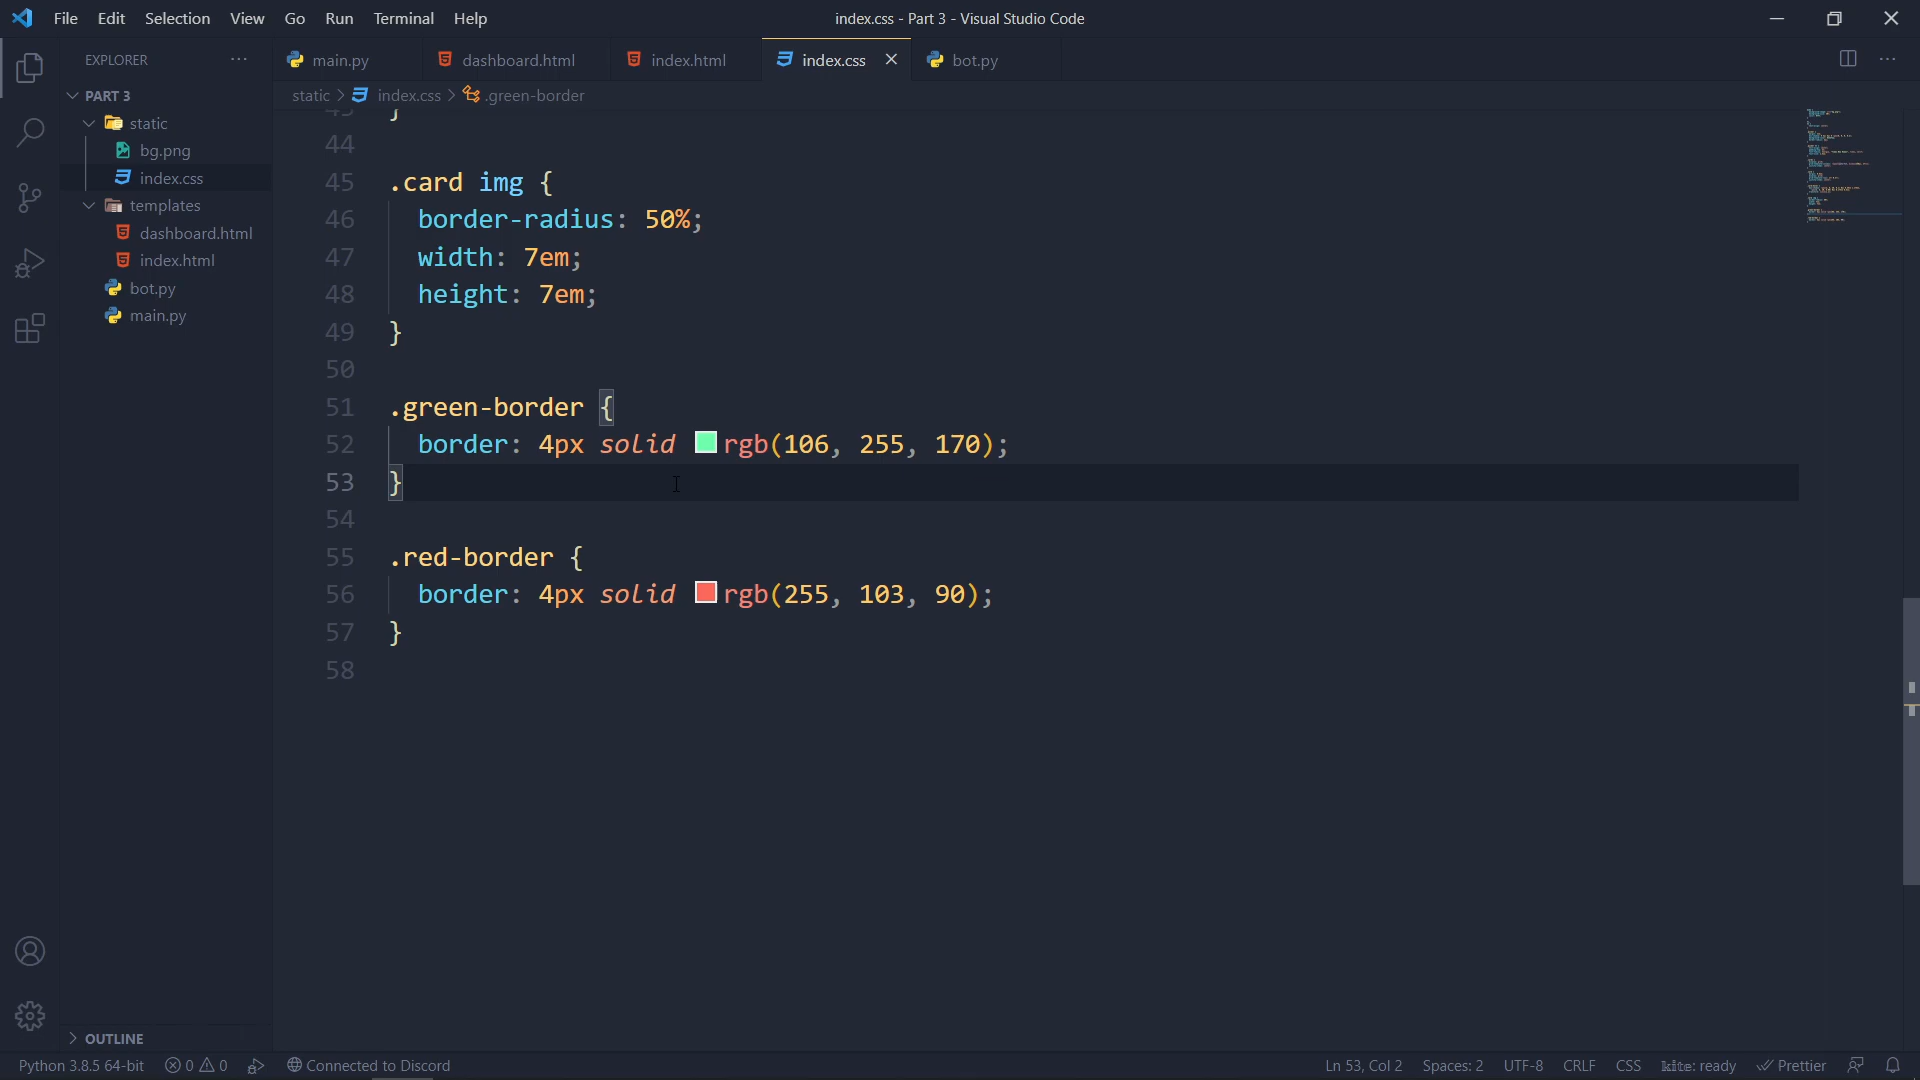 File Edit Selection View Go Run Terminal Help
index.css - Part 3 - Visual Studio Code
EXPLORER
main.py
dashboard.html
index.html
index.css
bot.py
PART 3
static > index.css > .green-border
static
bg.png
index.css
templates
dashboard.html
index.html
bot.py
main.py
}
44
45 .card img {
46 border-radius: 50%;
47 width: 7em;
48 height: 7em;
49 }
50
51 .green-border {
52 border: 4px solid rgb(106, 255, 170);
53 }
54
55 .red-border {
56 border: 4px solid rgb(255, 103, 90);
57 }
58
OUTLINE
Python 3.8.5 64-bit 0 0 Connected to Discord
Ln 53, Col 2 Spaces: 2 UTF-8 CRLF CSS kite: ready Prettier